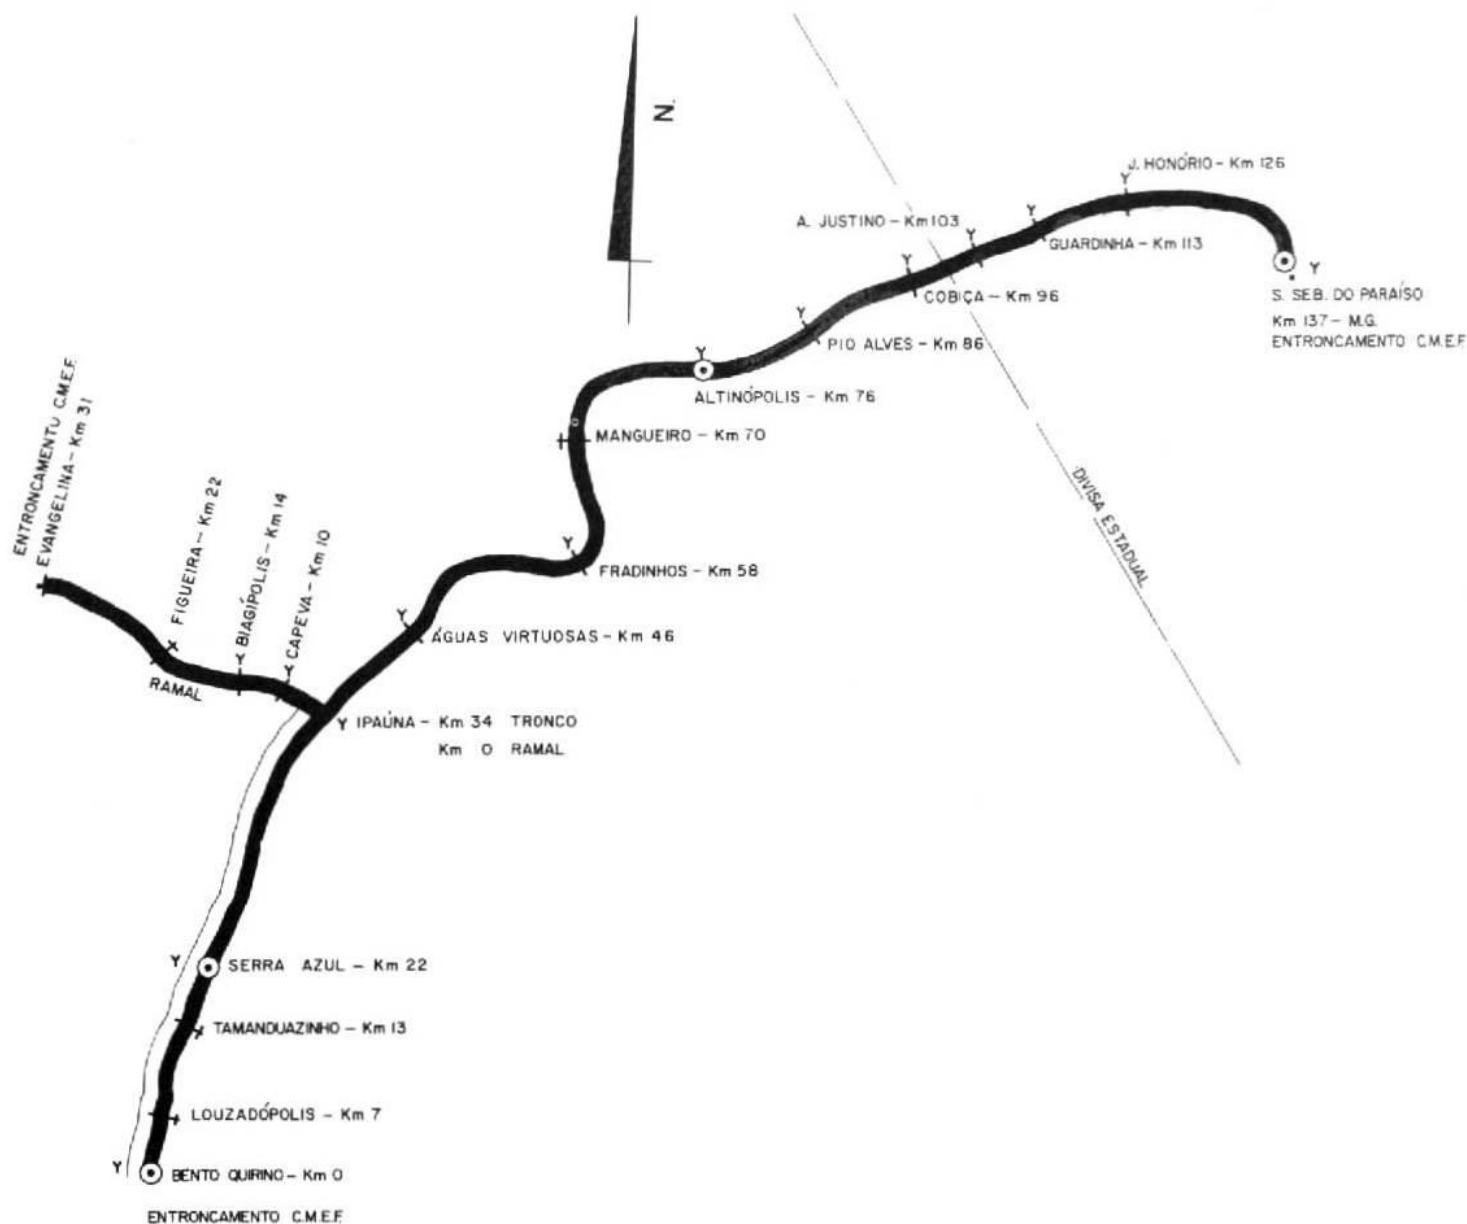 N.
J. HONÓRIO - Km 126
A. JUSTINO - Km 103
GUARDINHA - Km 113
COBIÇA - Km 96
S. SEB. DO PARAÍSO
Km 137 - M.G.
ENTRONCAMENTO C.M.E.F.
PIO ALVES - Km 86
ALTINÓPOLIS - Km 76
MANGUEIRO - Km 70
DIVISA ESTADUAL
FRADINHOS - Km 58
ÁGUAS VIRTUOSAS - Km 46
ENTRONCAMENTO C.M.E.F.
EVANGELINA - Km 31
FIGUEIRA - Km 22
BIAGÍPOLIS - Km 14
CAPEVA - Km 10
RAMAL
IPAÚNA - Km 34 TRONCO
Km 0 RAMAL
SERRA AZUL - Km 22
TAMANDUAZINHO - Km 13
LOUZADÓPOLIS - Km 7
BENTO QUIRINO - Km 0
ENTRONCAMENTO C.M.E.F.